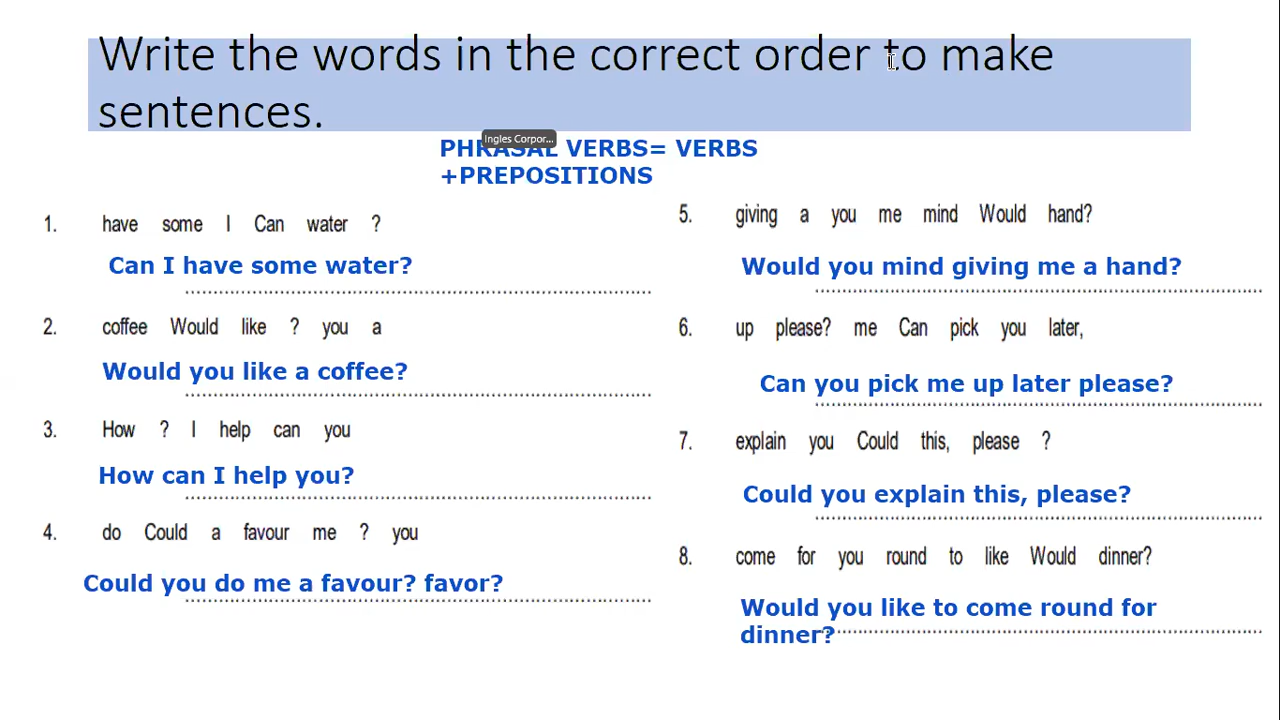 Write the words in the correct order to make
sentences.
Ingles Corpor...
PHRASAL VERBS= VERBS
+PREPOSITIONS
1. have some I Can water ?
Can I have some water?
2. coffee Would like ? you a
Would you like a coffee?
3. How ? I help can you
How can I help you?
4. do Could a favour me ? you
Could you do me a favour? favor?
5. giving a you me mind Would hand?
Would you mind giving me a hand?
6. up please? me Can pick you later,
Can you pick me up later please?
7. explain you Could this, please ?
Could you explain this, please?
8. come for you round to like Would dinner?
Would you like to come round for
dinner?